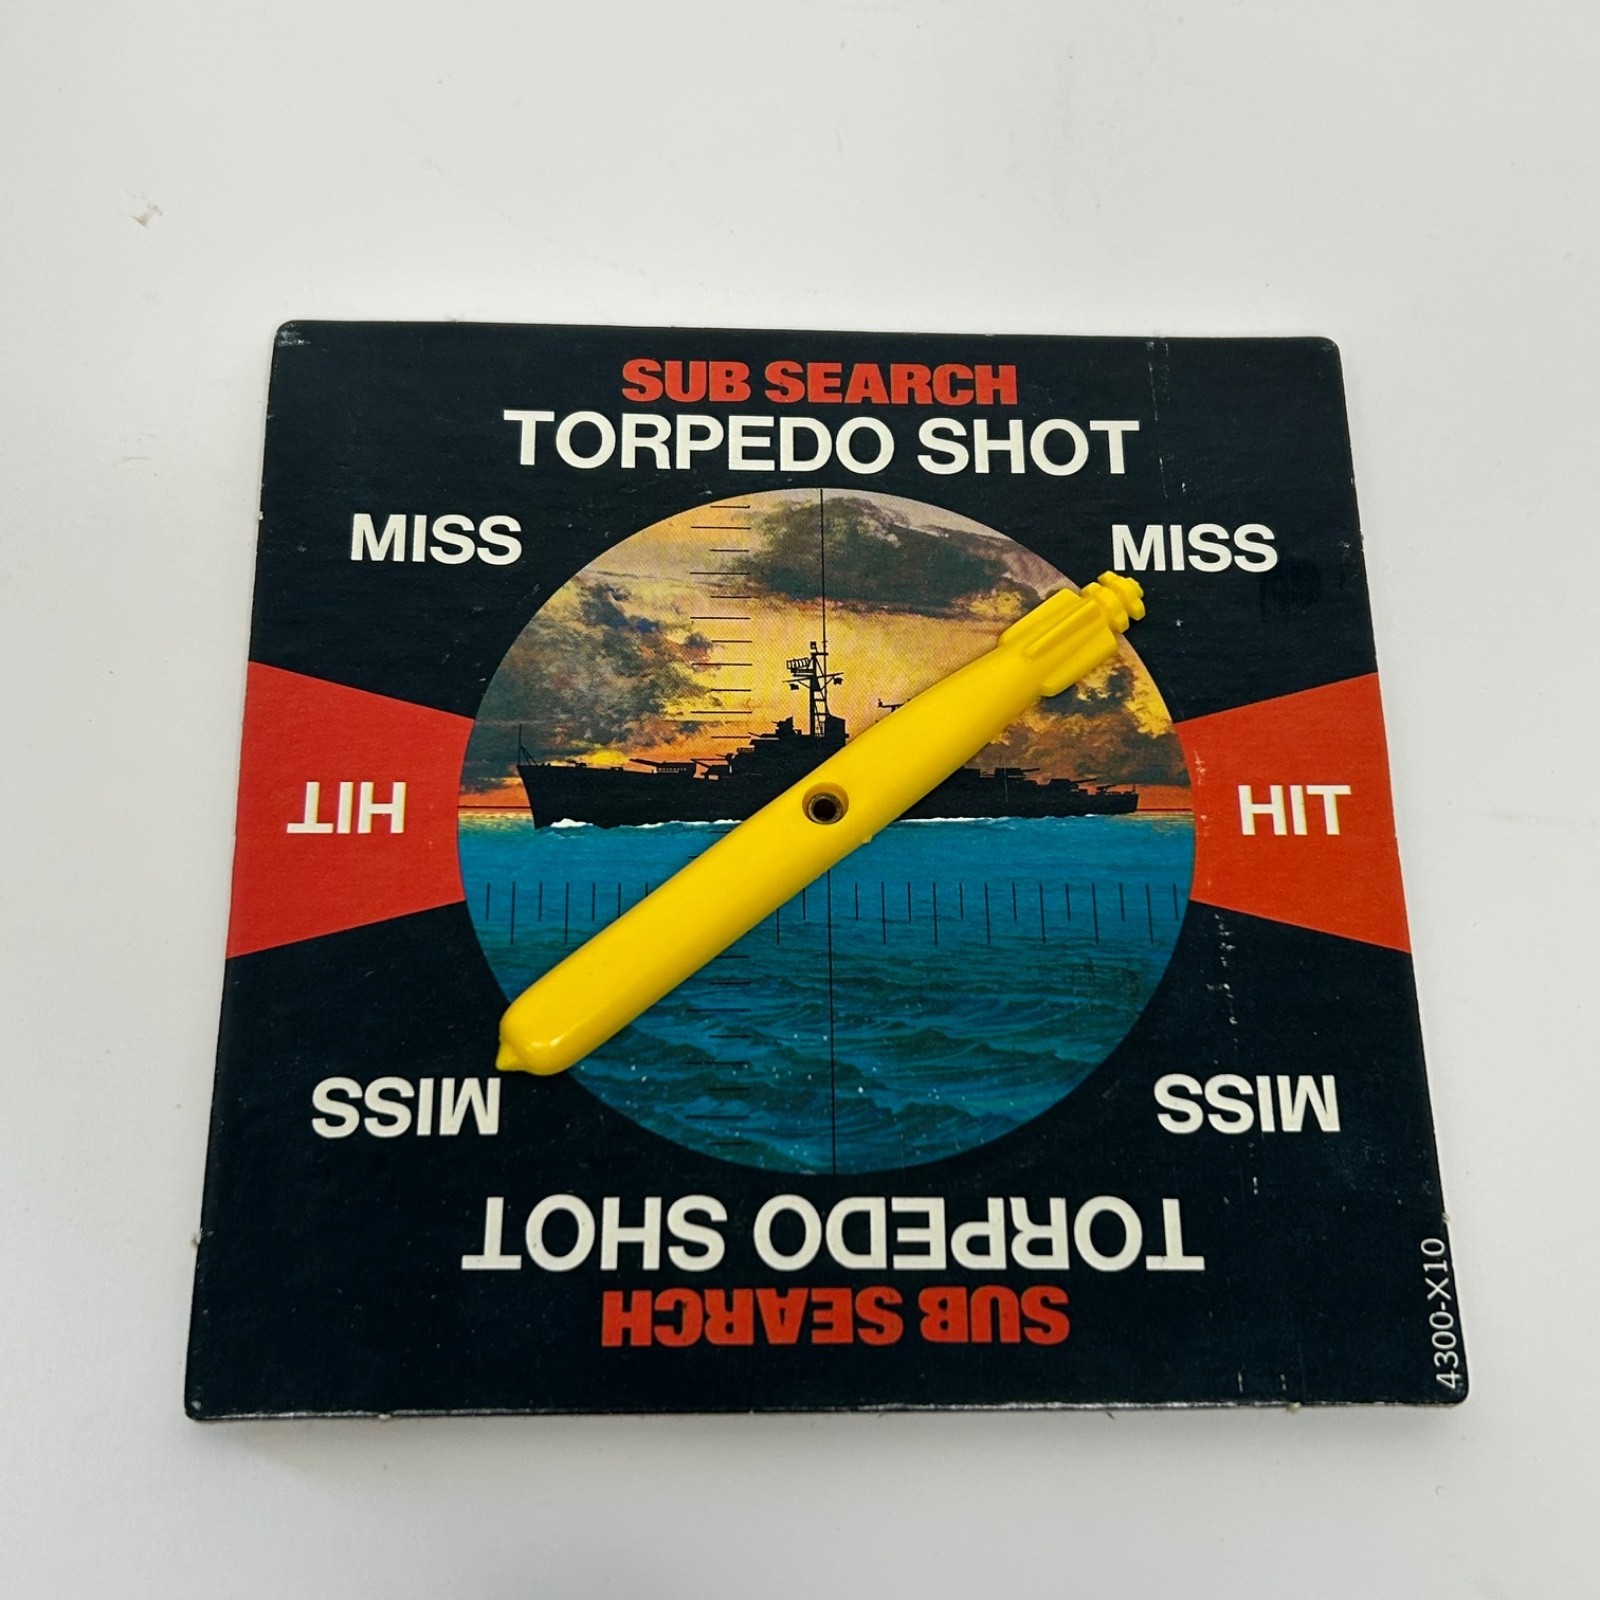 SUB SEARCH
TORPEDO SHOT
MISS
MISS
HIT
HIT
MISS
MISS
TORPEDO SHOT
SUB SEARCH
4300-X10